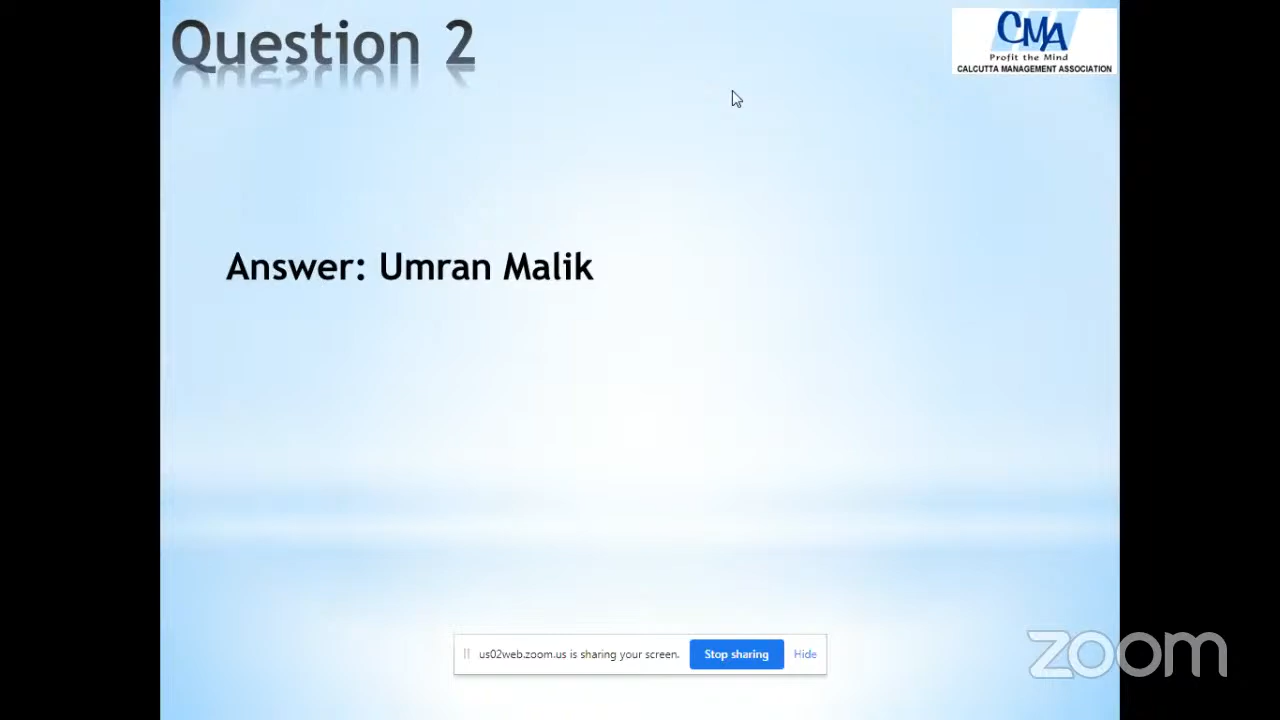 Question 2
CMA
Profit the Mind
CALCUTTA MANAGEMENT ASSOCIATION
Answer: Umran Malik
us02web.zoom.us is sharing your screen.
Stop sharing
Hide
zoom